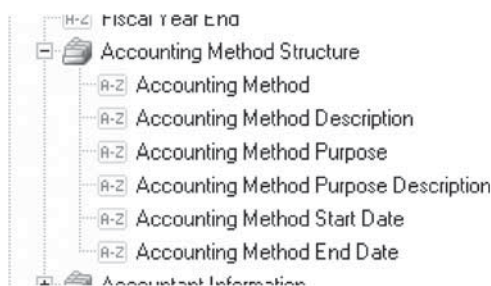 A-Z Fiscal Year End
Accounting Method Structure
A-Z Accounting Method
A-Z Accounting Method Description
A-Z Accounting Method Purpose
A-Z Accounting Method Purpose Description
A-Z Accounting Method Start Date
A-Z Accounting Method End Date
Accountant Information